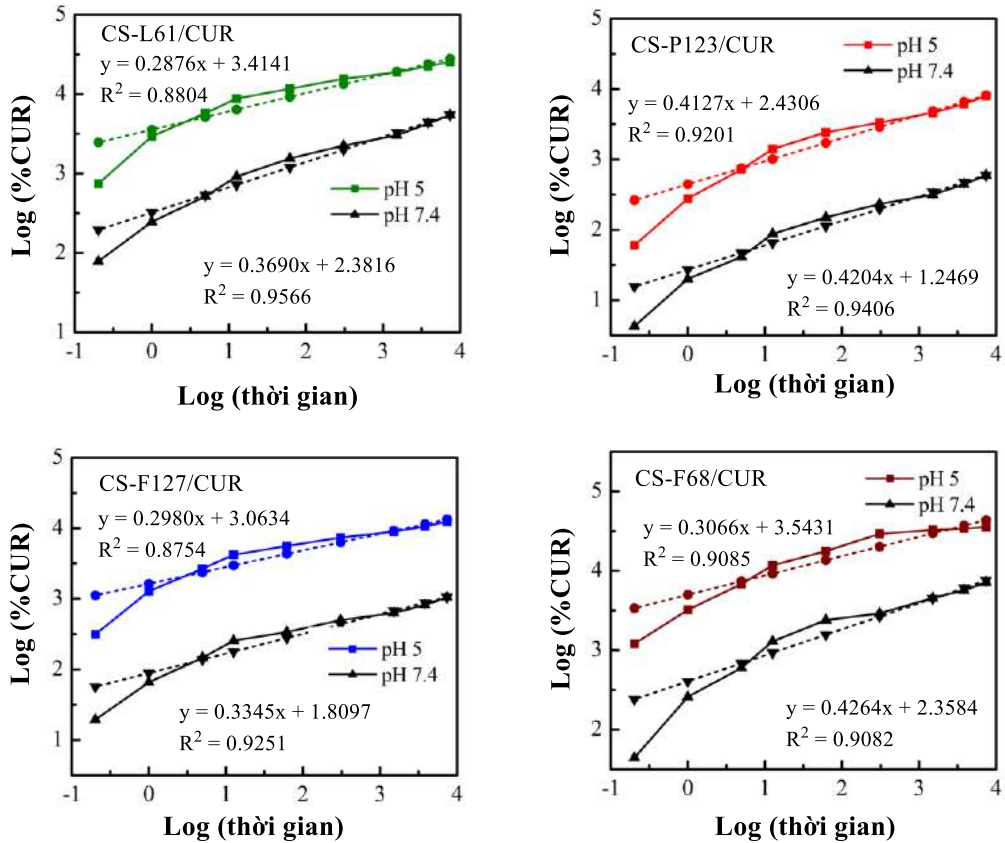 CS-L61/CUR
y = 0.2876x + 3.4141
R² = 0.8804
pH 5
pH 7.4
y = 0.3690x + 2.3816
R² = 0.9566
Log (%CUR)
5
4
3
2
1
-1 0 1 2 3 4
Log (thời gian)
CS-P123/CUR
pH 5
pH 7.4
y = 0.4127x + 2.4306
R² = 0.9201
y = 0.4204x + 1.2469
R² = 0.9406
Log (%CUR)
5
4
3
2
1
-1 0 1 2 3 4
Log (thời gian)
CS-F127/CUR
y = 0.2980x + 3.0634
R² = 0.8754
pH 5
pH 7.4
y = 0.3345x + 1.8097
R² = 0.9251
Log (%CUR)
5
4
3
2
1
-1 0 1 2 3 4
Log (thời gian)
CS-F68/CUR
pH 5
pH 7.4
y = 0.3066x + 3.5431
R² = 0.9085
y = 0.4264x + 2.3584
R² = 0.9082
Log (%CUR)
5
4
3
2
-1 0 1 2 3 4
Log (thời gian)